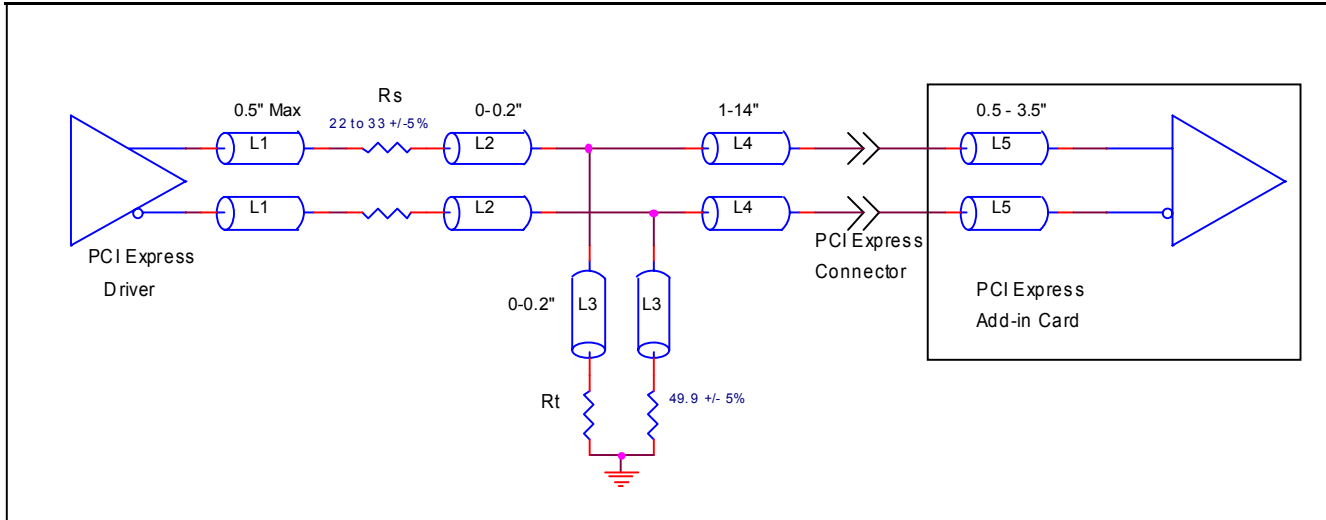 Rs
0.5" Max
22 to 33 +/-5%
0-0.2"
1-14"
0.5 - 3.5"
L1
L2
L4
L5
L1
L2
L4
L5
PCI Express
Driver
PCI Express
Connector
0-0.2"
L3
L3
PCI Express
Add-in Card
Rt
49.9 +/- 5%